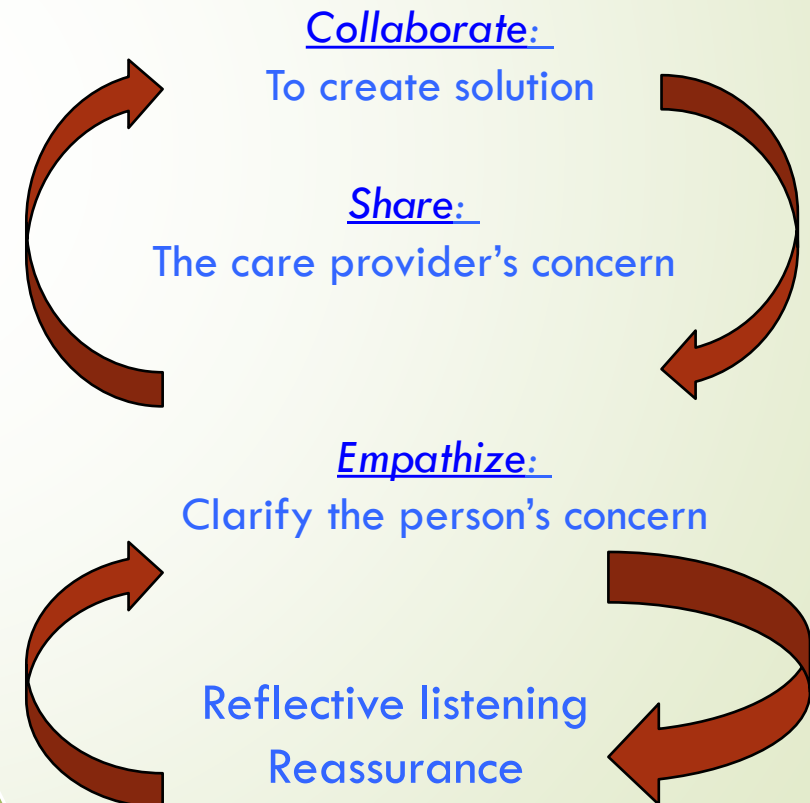 Collaborate:
To create solution
Share:
The care provider’s concern
Empathize:
Clarify the person’s concern
Reflective listening
Reassurance